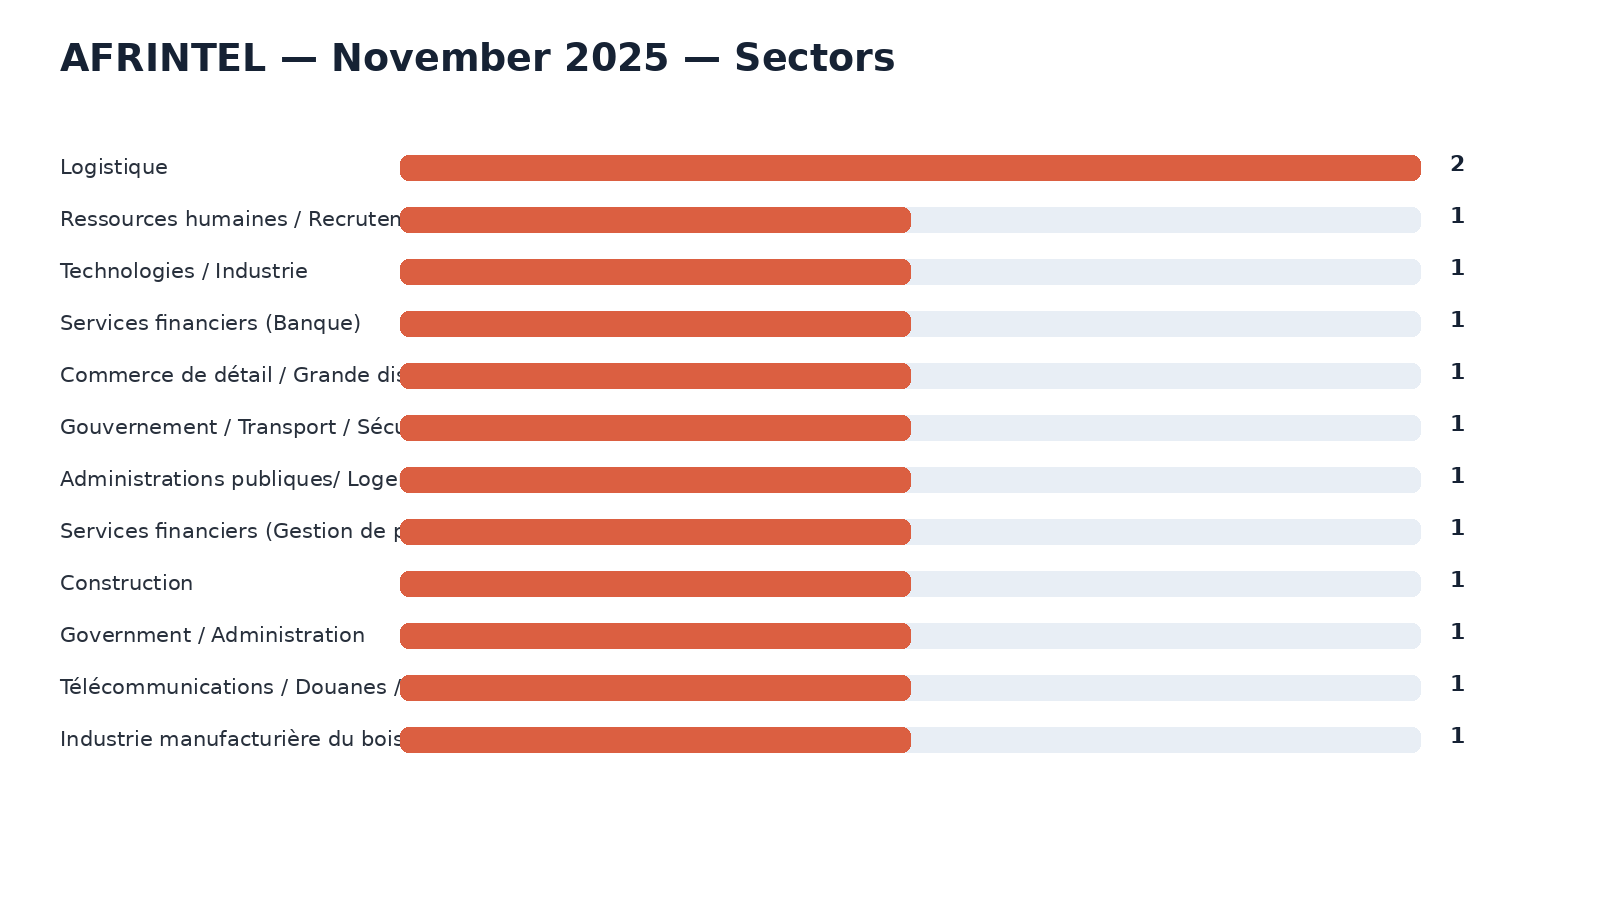 AFRINTEL — November 2025 — Sectors
Logistique 2
Ressources humaines / Recrutem 1
Technologies / Industrie 1
Services financiers (Banque) 1
Commerce de détail / Grande dis 1
Gouvernement / Transport / Sécu 1
Administrations publiques/ Loge 1
Services financiers (Gestion de p 1
Construction 1
Government / Administration 1
Télécommunications / Douanes / 1
Industrie manufacturière du bois 1